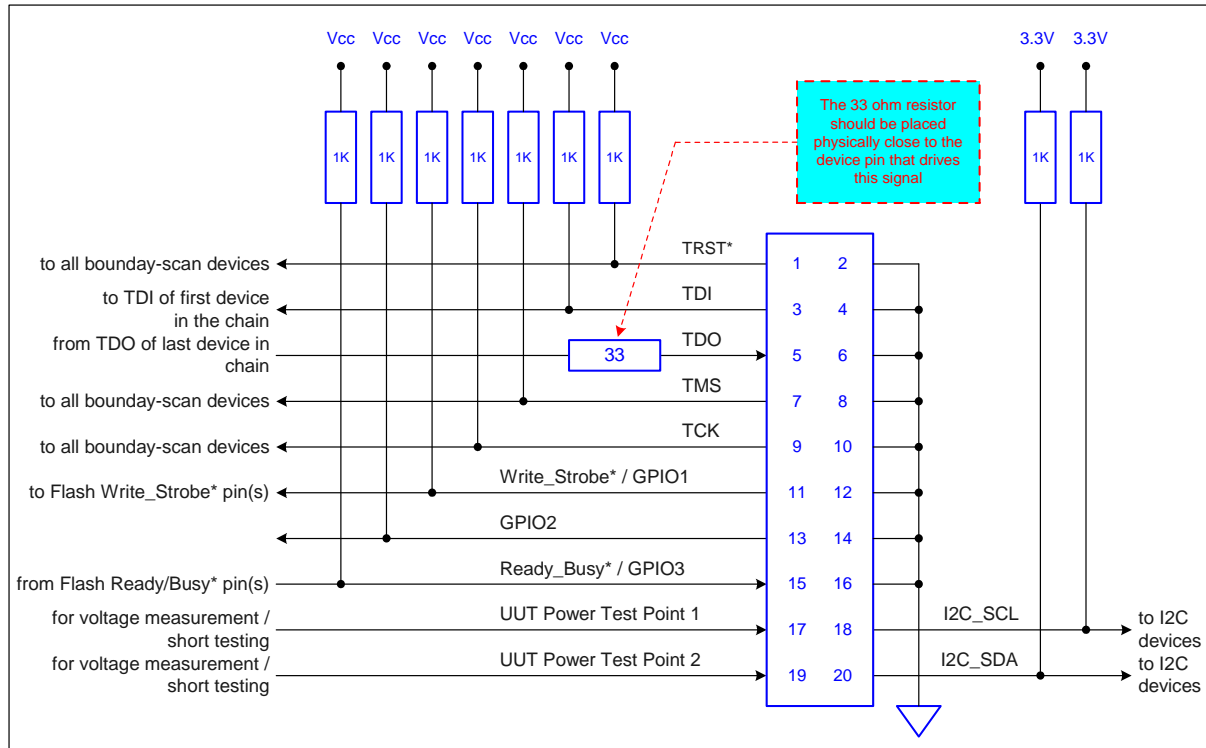 Vcc Vcc Vcc Vcc Vcc Vcc Vcc 3.3V 3.3V
The 33 ohm resistor
should be placed
physically close to the
device pin that drives
this signal
1K 1K 1K 1K 1K 1K 1K 1K 1K
TRST*
to all bounday-scan devices 1 2
to TDI of first device
in the chain
TDI
3 4
from TDO of last device in
chain
33
TDO
5 6
TMS
to all bounday-scan devices 7 8
TCK
to all bounday-scan devices 9 10
Write_Strobe* / GPIO1
to Flash Write_Strobe* pin(s) 11 12
GPIO2
13 14
Ready_Busy* / GPIO3
from Flash Ready/Busy* pin(s) 15 16
for voltage measurement /
short testing
UUT Power Test Point 1
17 18
I2C_SCL
to I2C
devices
for voltage measurement /
short testing
UUT Power Test Point 2
19 20
I2C_SDA
to I2C
devices